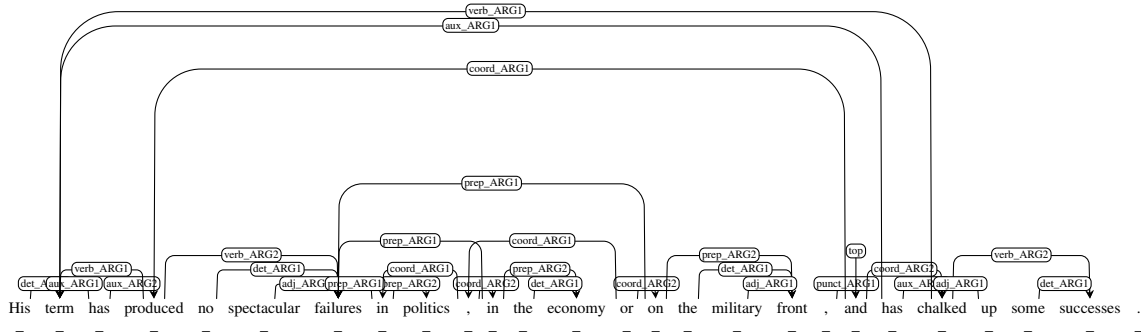 verb_ARG1
aux_ARG1
coord_ARG1
prep_ARG1
prep_ARG1 coord_ARG1
verb_ARG2 prep_ARG2 top verb_ARG2
verb_ARG1 det_ARG1 coord_ARG1 prep_ARG2 det_ARG1 coord_ARG2
aux_ARG1 aux_ARG2 prep_ARG1 prep_ARG2 coord_ARG2 det_ARG1 coord_ARG2 adj_ARG1 punct_ARG1 adj_ARG1 det_ARG1
His term has produced no spectacular failures in politics , in the economy or on the military front , and has chalked up some successes .
_ _ _ _ _ _ _ _ _ _ _ _ _ _ _ _ _ _ _ _ _ _ _ _ _ _